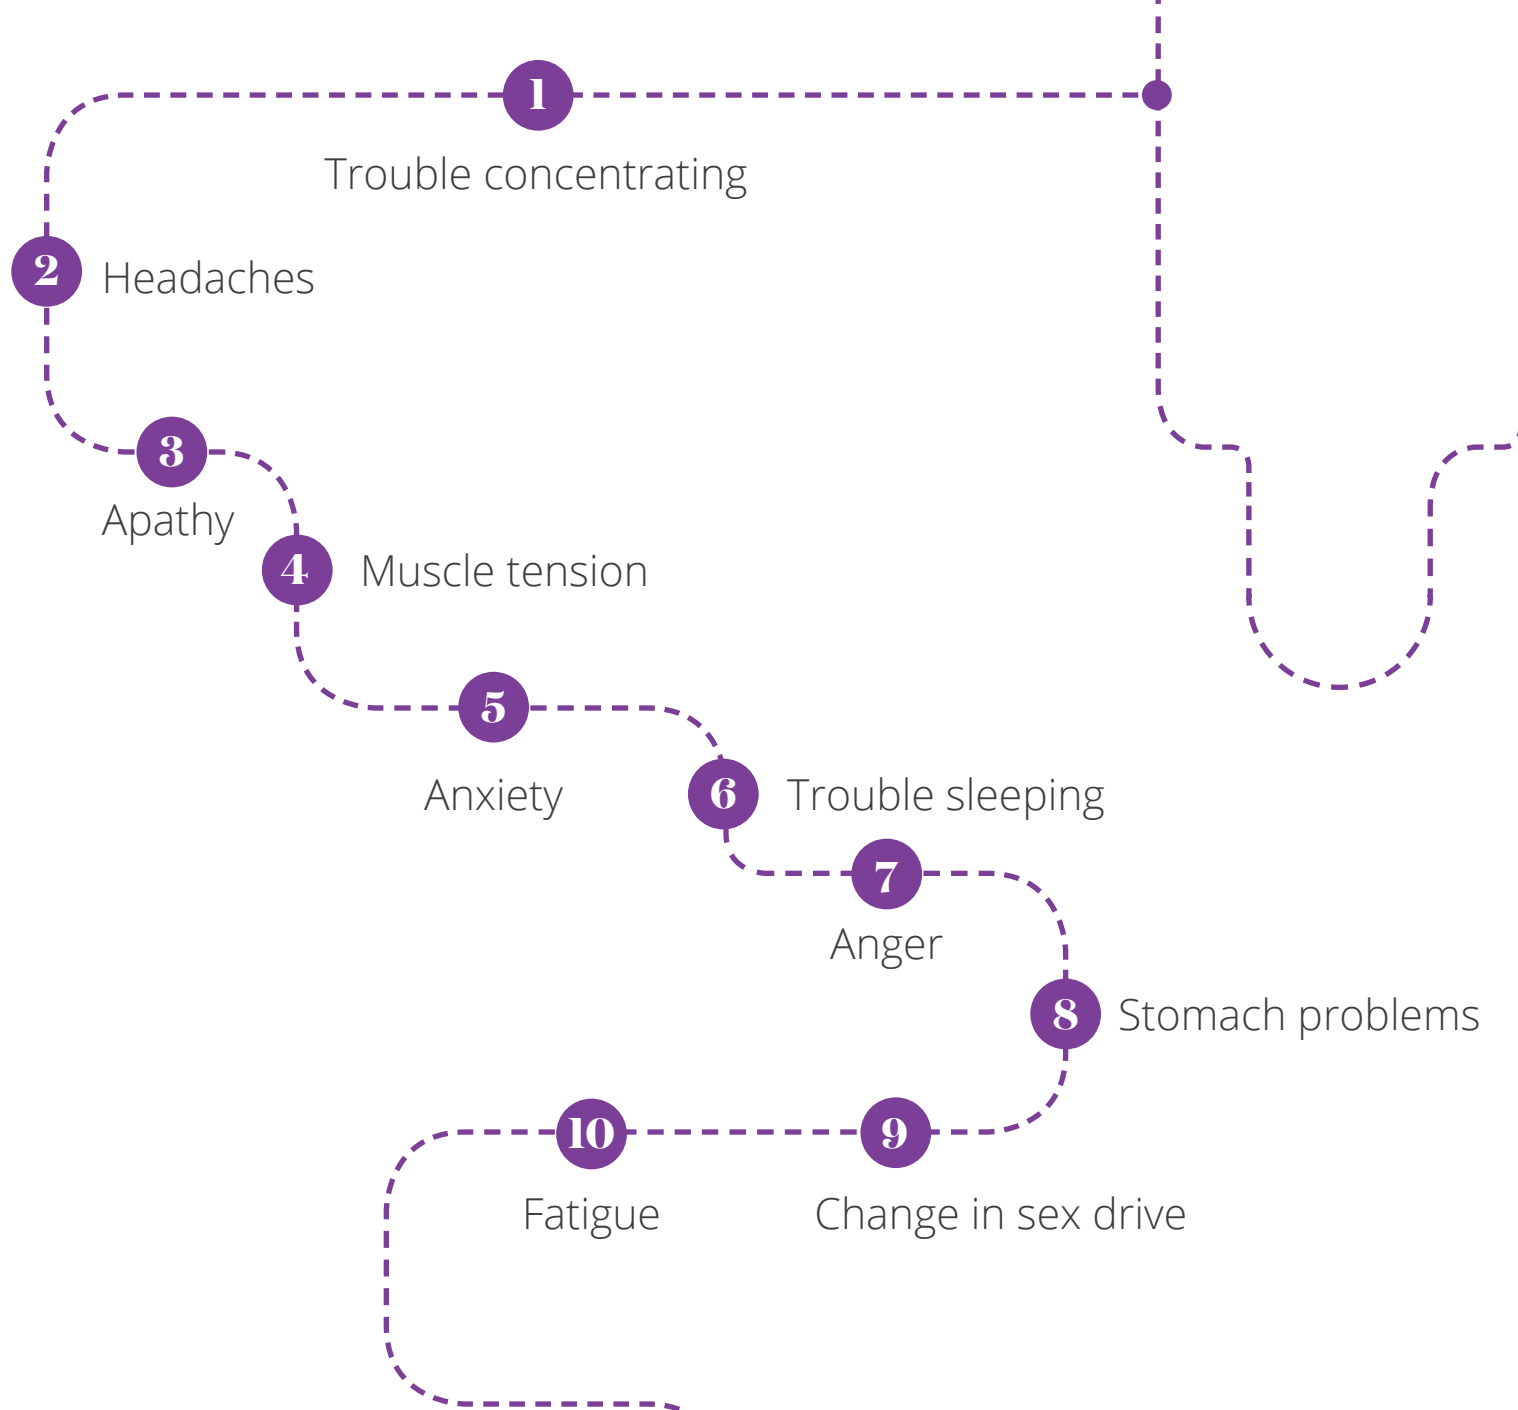 1
Trouble concentrating
2 Headaches
3
Apathy
4 Muscle tension
5
Anxiety
6 Trouble sleeping
7
Anger
8 Stomach problems
9
Change in sex drive
10
Fatigue